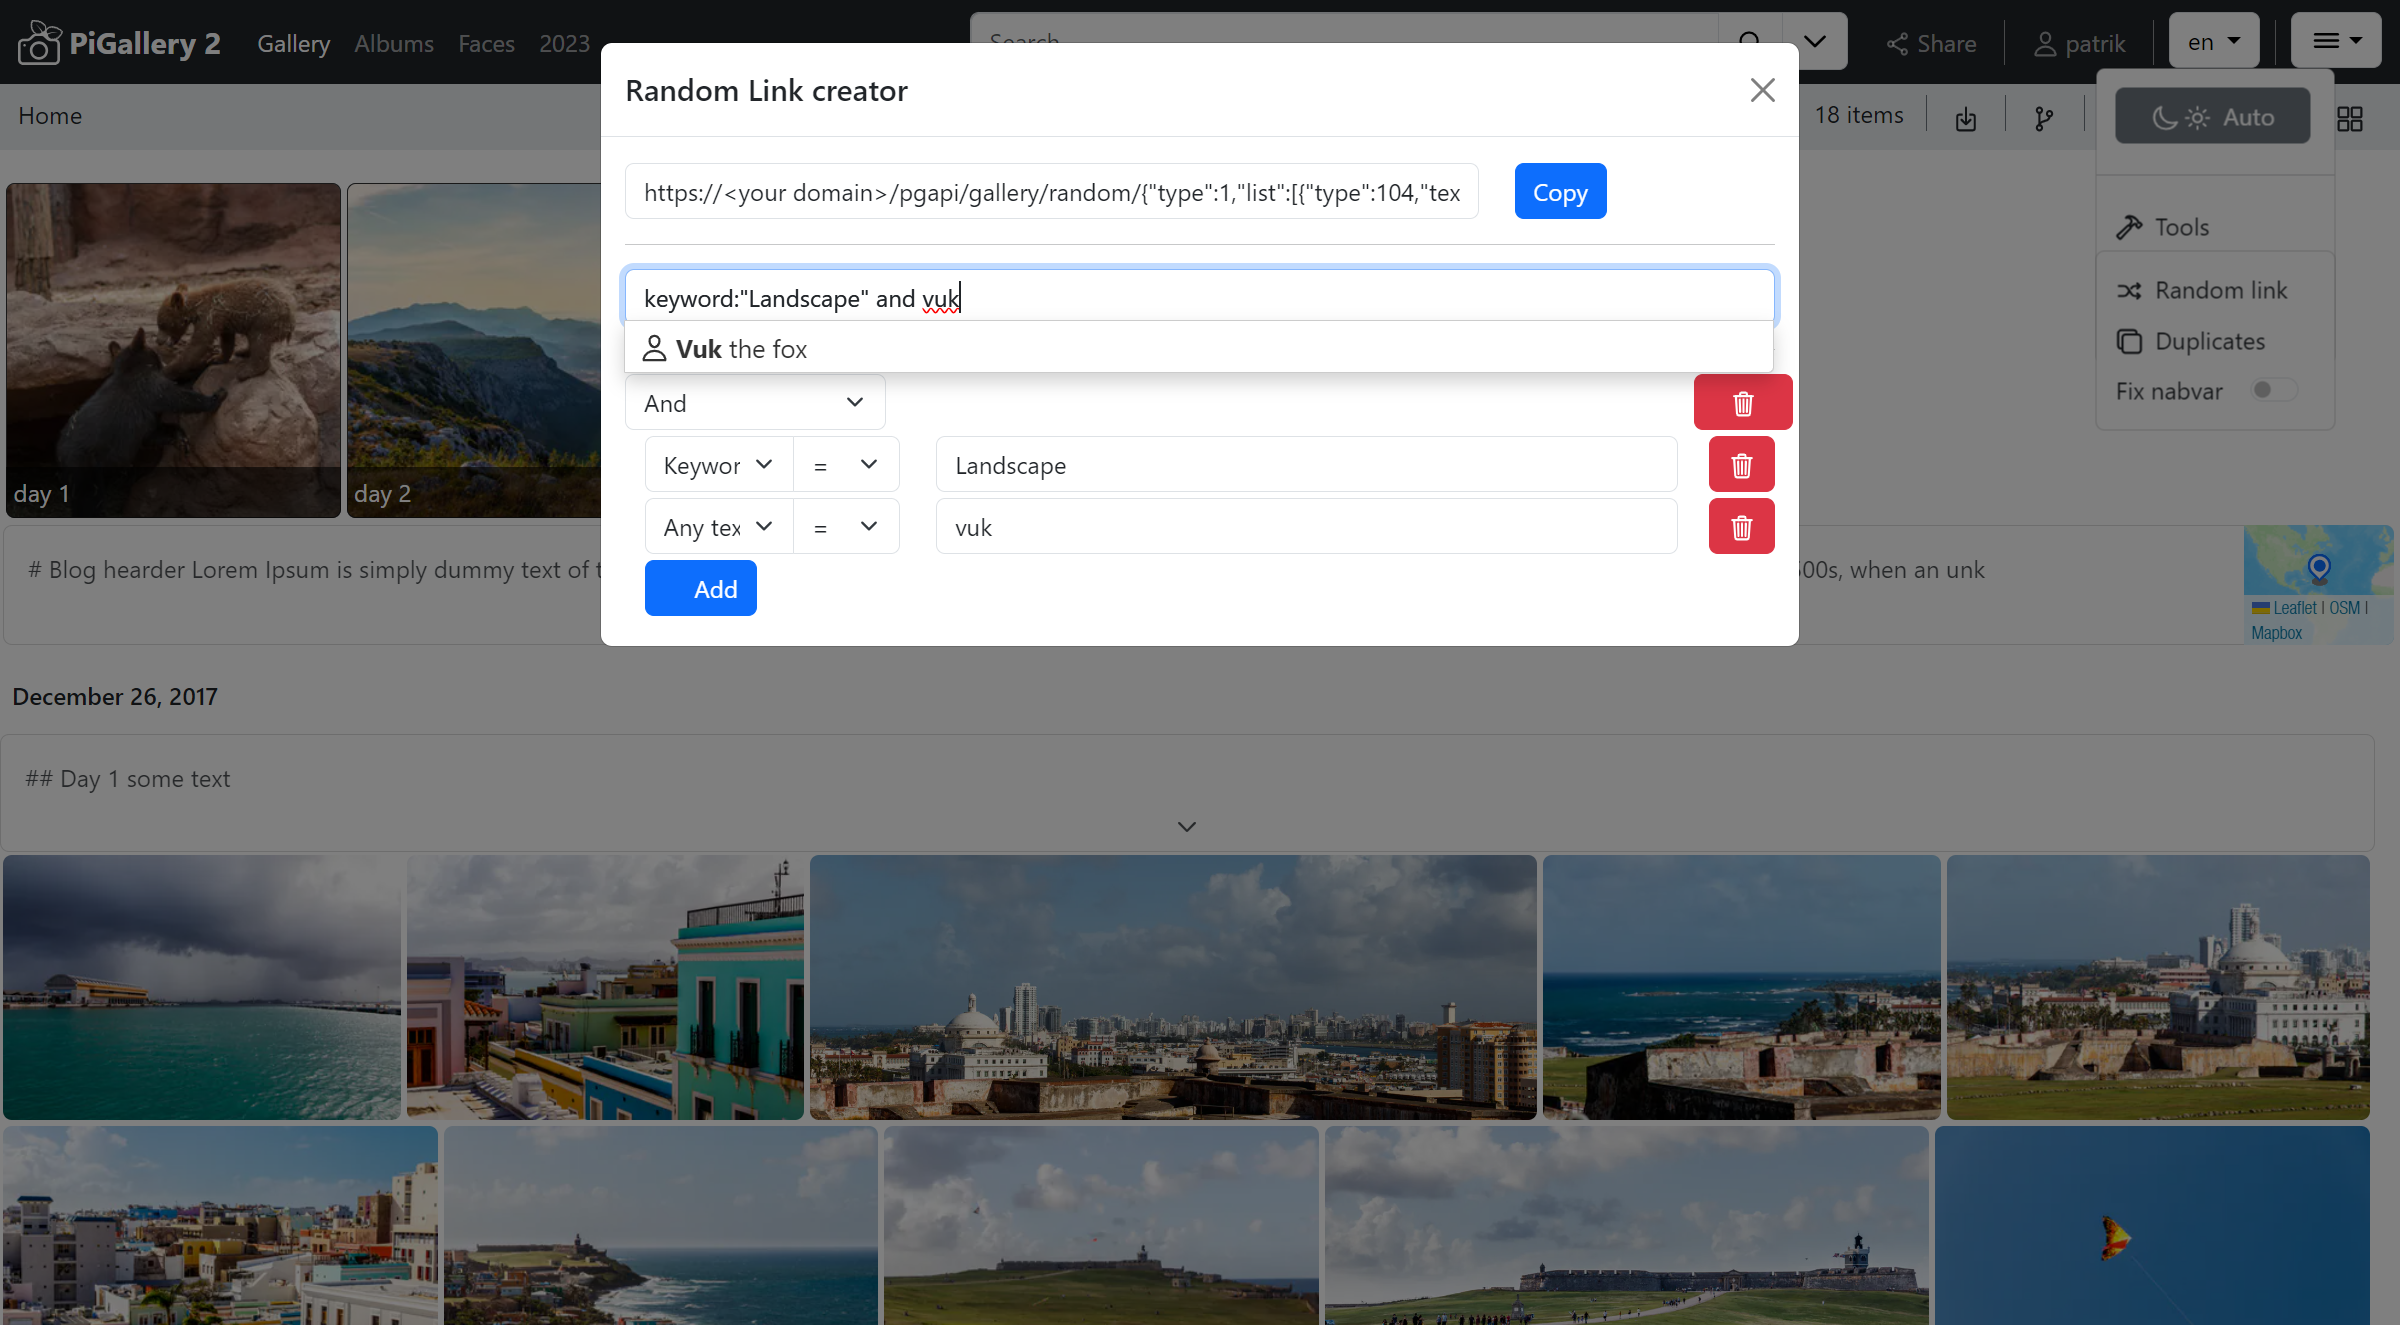 PiGallery 2
Gallery
Albums
Faces
2023
Search
Share
patrik
en
Home
18 items
Auto
Tools
Random link
Duplicates
Fix nabvar
Random Link creator
https://<your domain>/pgapi/gallery/random/{"type":1,"list":[{"type":104,"tex
Copy
keyword:"Landscape" and vuk
Vuk the fox
And
Keywor
=
Landscape
Any tex
=
vuk
Add
day 1
day 2
# Blog hearder Lorem Ipsum is simply dummy text of t
00s, when an unk
Leaflet | OSM |
Mapbox
December 26, 2017
## Day 1 some text